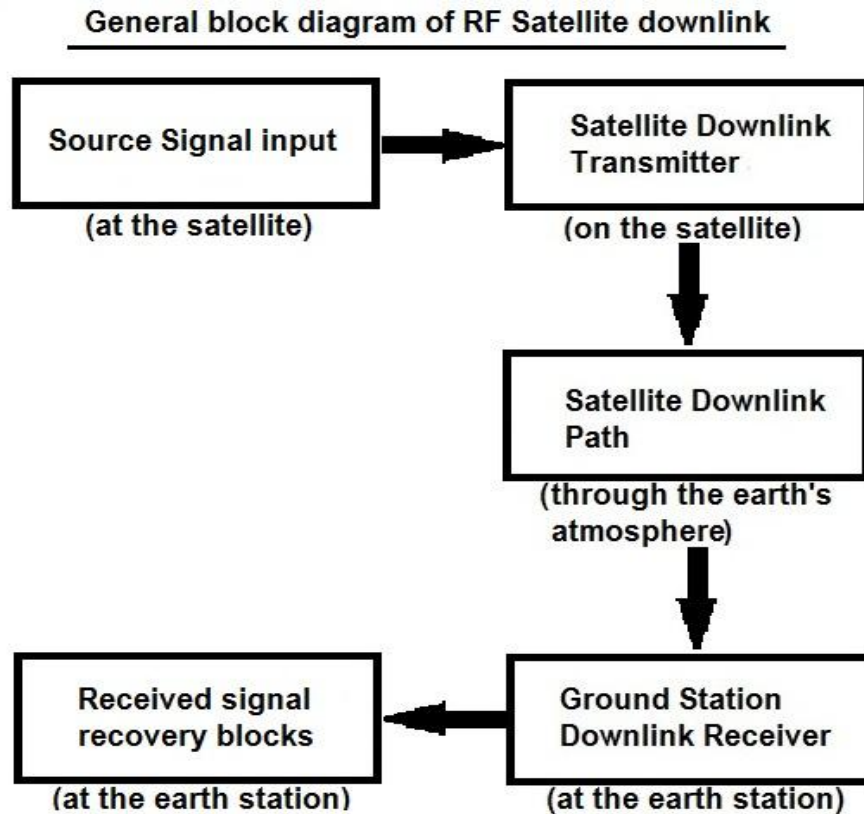 General block diagram of RF Satellite downlink
Source Signal input
(at the satellite)
Satellite Downlink
Transmitter
(on the satellite)
Satellite Downlink
Path
(through the earth's
atmosphere)
Ground Station
Downlink Receiver
(at the earth station)
Received signal
recovery blocks
(at the earth station)